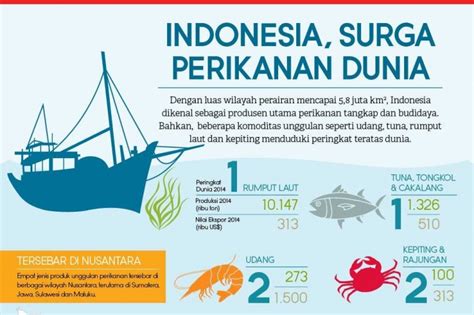 INDONESIA, SURGA
PERIKANAN DUNIA
Dengan luas wilayah perairan mencapai 5,8 juta km², Indonesia
dikenal sebagai produsen utama perikanan tangkap dan budidaya.
Bahkan, beberapa komoditas unggulan seperti udang, tuna, rumput
laut dan kepiting menduduki peringkat teratas dunia.
Peringkat
Dunia 2014
1 RUMPUT LAUT
Produksi 2014
(ribu ton)
10.147
Nilai Ekspor 2014
(ribu US$)
313
TUNA, TONGKOL
& CAKALANG
1 1.326
510
TERSEBAR DI NUSANTARA
Empat jenis produk unggulan perikanan tersebar di
berbagai wilayah Nusantara, terutama di Sumatera,
Jawa, Sulawesi dan Maluku.
UDANG
2 273
1.500
KEPITING &
RAJUNGAN
2 100
313